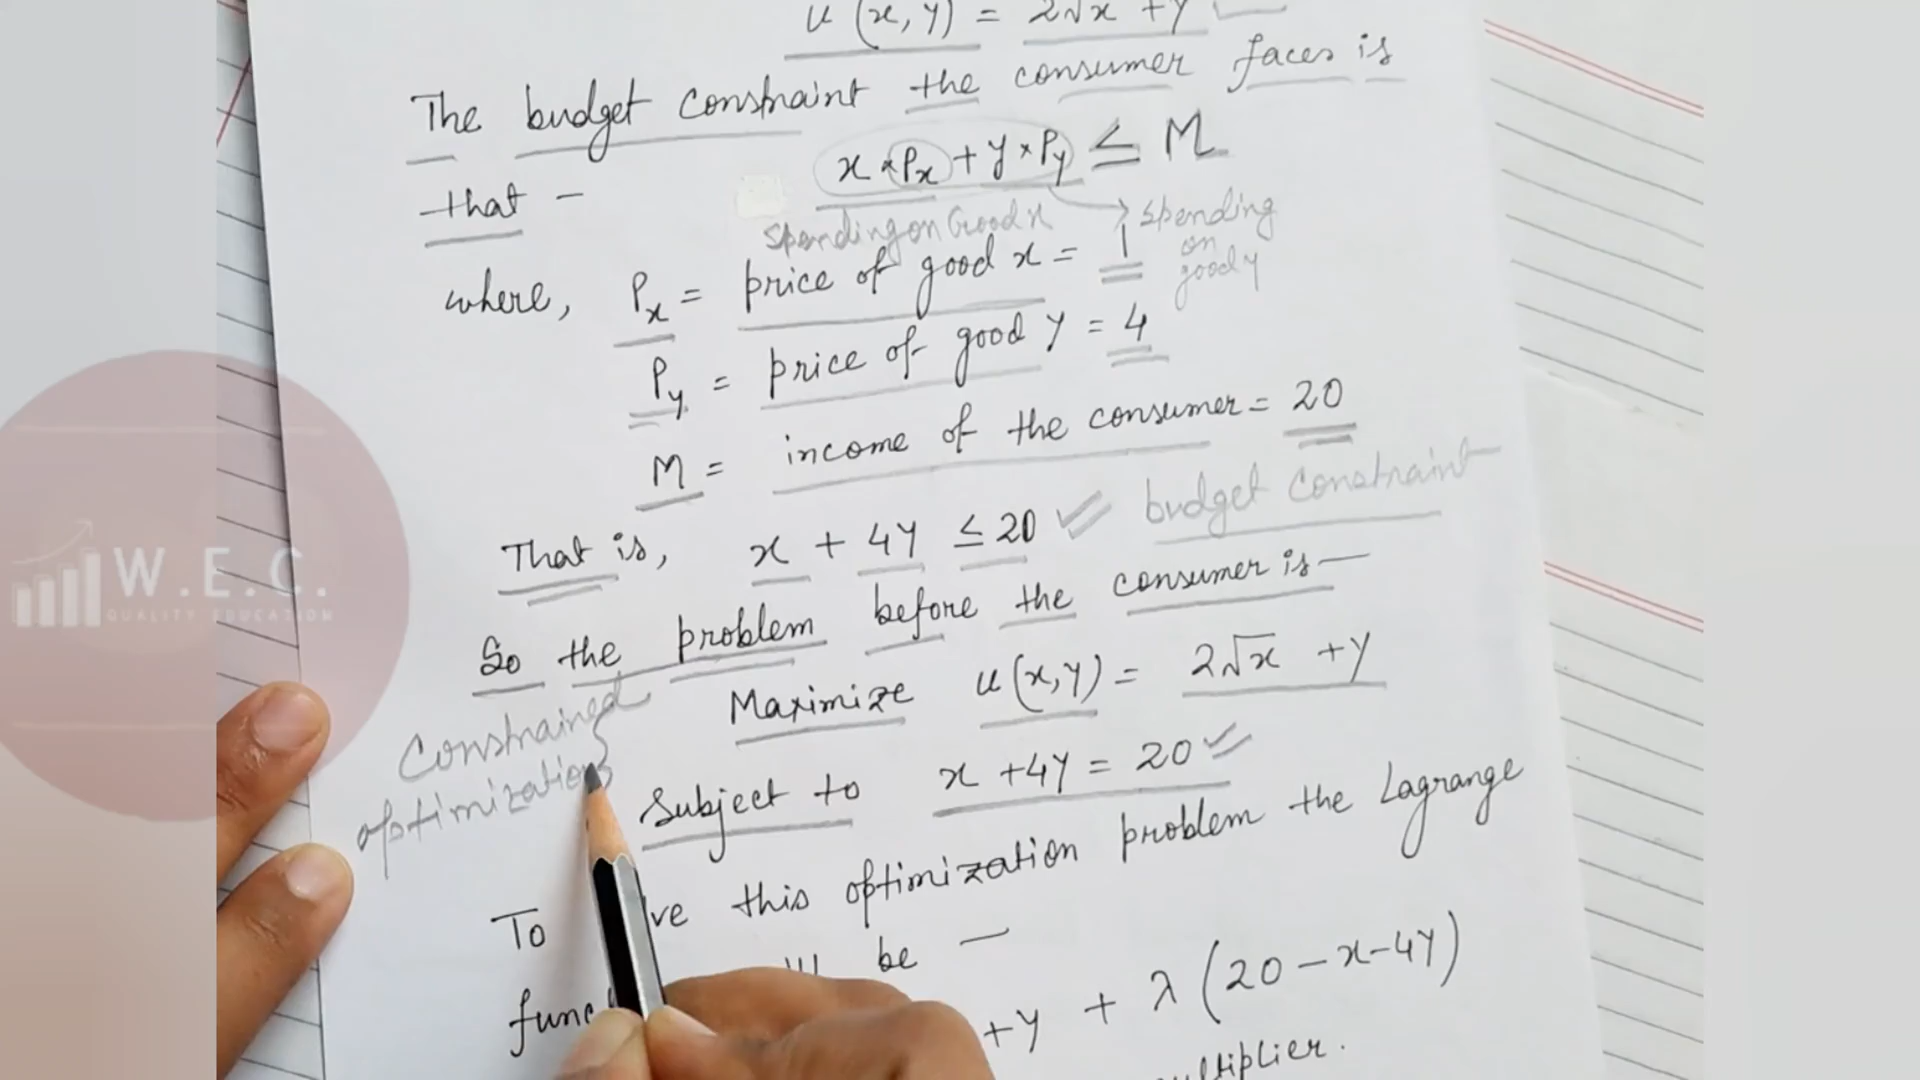 u (x, y) = 2√x + y
The budget constraint the consumer faces is
that –
x × Px + y × Py ≤ M
spending on Good x
spending
on
good y
where, Px = price of good x = 1
Py = price of good y = 4
M = income of the consumer = 20
That is, x + 4y ≤ 20 ✓ budget constraint
So the problem before the consumer is —
Maximize u(x, y) = 2√x + y
Constrained
optimization
Subject to x + 4y = 20 ✓
To ve this optimization problem the Lagrange
func be —
+y + λ (20 – x – 4y)
ultiplier.
W.E.C.
QUALITY EDUCATION